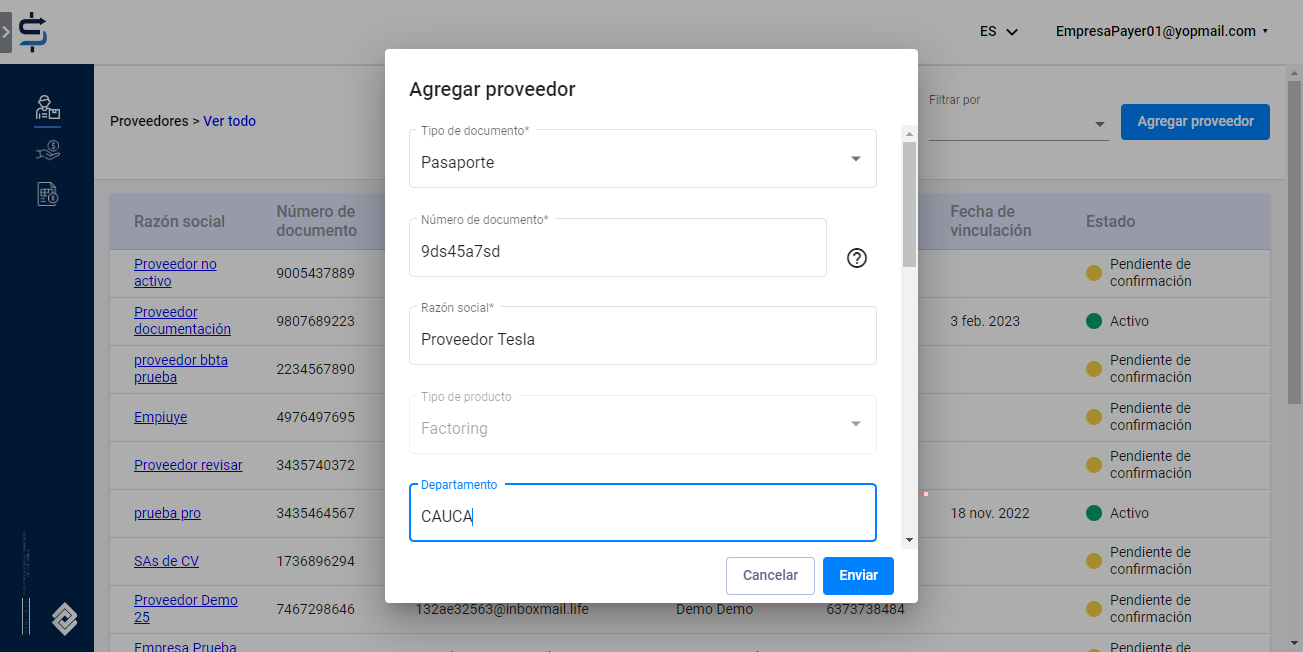 ES
EmpresaPayer01@yopmail.com
Proveedores > Ver todo
Filtrar por
Agregar proveedor
Agregar proveedor
Tipo de documento*
Pasaporte
Número de documento*
9ds45a7sd
Razón social*
Proveedor Tesla
Tipo de producto
Factoring
Departamento
CAUCA
Cancelar
Enviar
Razón social
Número de
documento
Fecha de
vinculación
Estado
Proveedor no
activo
9005437889
Pendiente de
confirmación
Proveedor
documentación
9807689223
3 feb. 2023
Activo
proveedor bbta
prueba
2234567890
Pendiente de
confirmación
Empiuye
4976497695
Pendiente de
confirmación
Proveedor revisar
3435740372
Pendiente de
confirmación
prueba pro
3435464567
18 nov. 2022
Activo
SAs de CV
1736896294
Pendiente de
confirmación
Proveedor Demo
25
7467298646
132ae32563@inboxmail.life
Demo Demo
6373738484
Pendiente de
confirmación
Empresa Prueba
Pendiente de